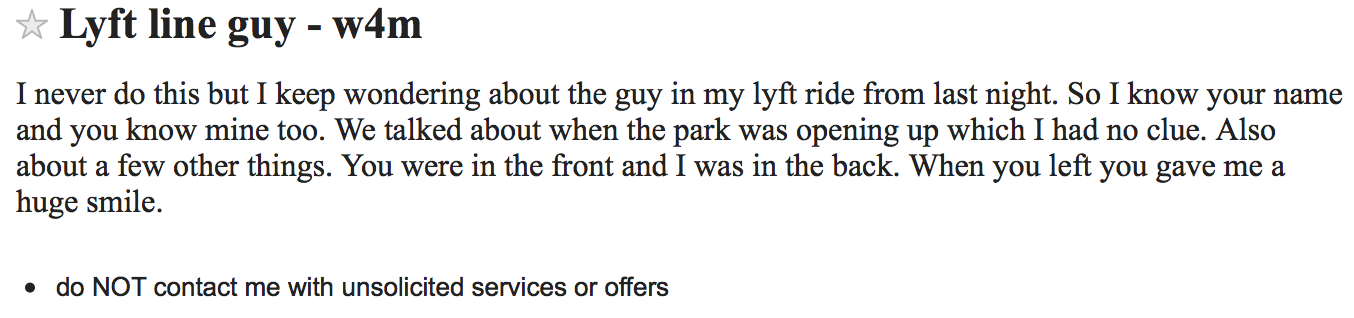 ☆ Lyft line guy - w4m
I never do this but I keep wondering about the guy in my lyft ride from last night. So I know your name
and you know mine too. We talked about when the park was opening up which I had no clue. Also
about a few other things. You were in the front and I was in the back. When you left you gave me a
huge smile.
• do NOT contact me with unsolicited services or offers